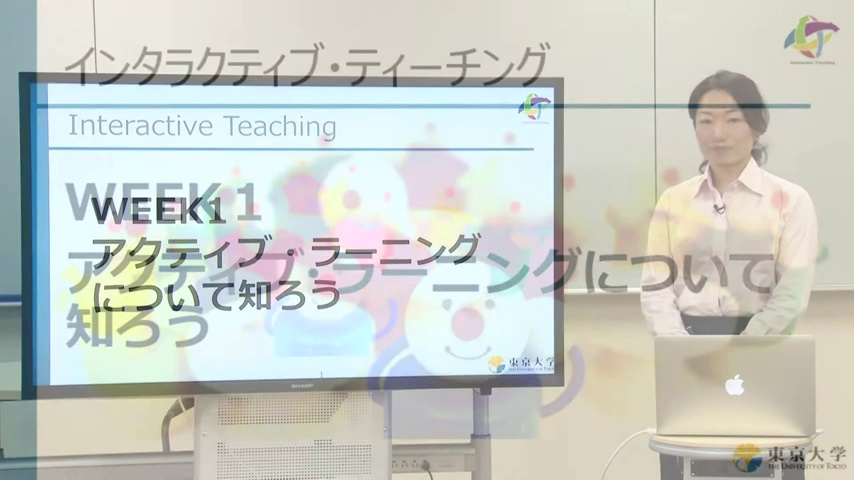 インタラクティブ・ティーチング
Interactive Teaching
WEEK1
アクティブ・ラーニングについて
知ろう
WEEK1
アクティブ・ラーニング
について知ろう
東京大学
THE UNIVERSITY OF TOKYO
SHARP
Interactive Teaching
東京大学
THE UNIVERSITY OF TOKYO